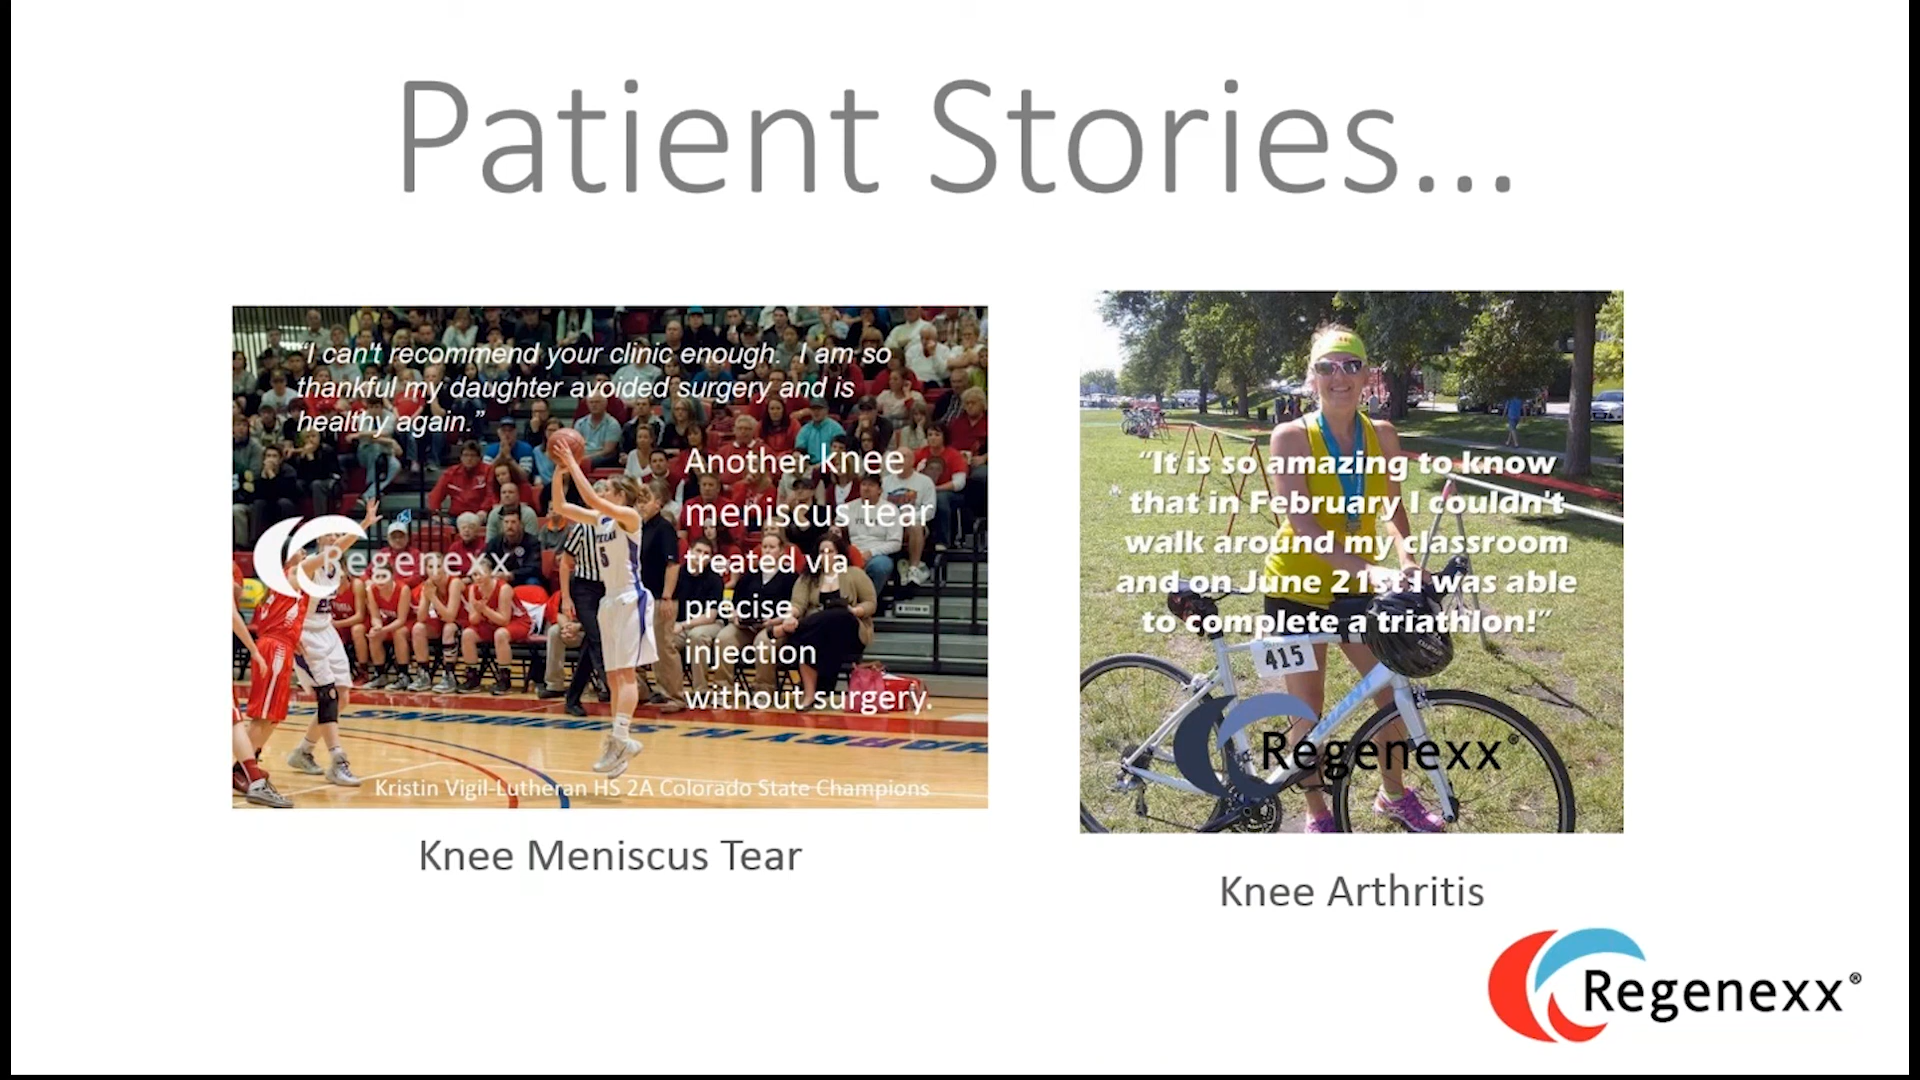 Patient Stories...
“I can't recommend your clinic enough. I am so
thankful my daughter avoided surgery and is
healthy again.”
Another knee
meniscus tear
treated via
precise
injection
without surgery.
Regenexx
5
Kristin Vigil-Lutheran HS 2A Colorado State Champions
Knee Meniscus Tear
“It is so amazing to know
that in February I couldn't
walk around my classroom
and on June 21st I was able
to complete a triathlon!”
415
GIANT
Regenexx®
Knee Arthritis
Regenexx®